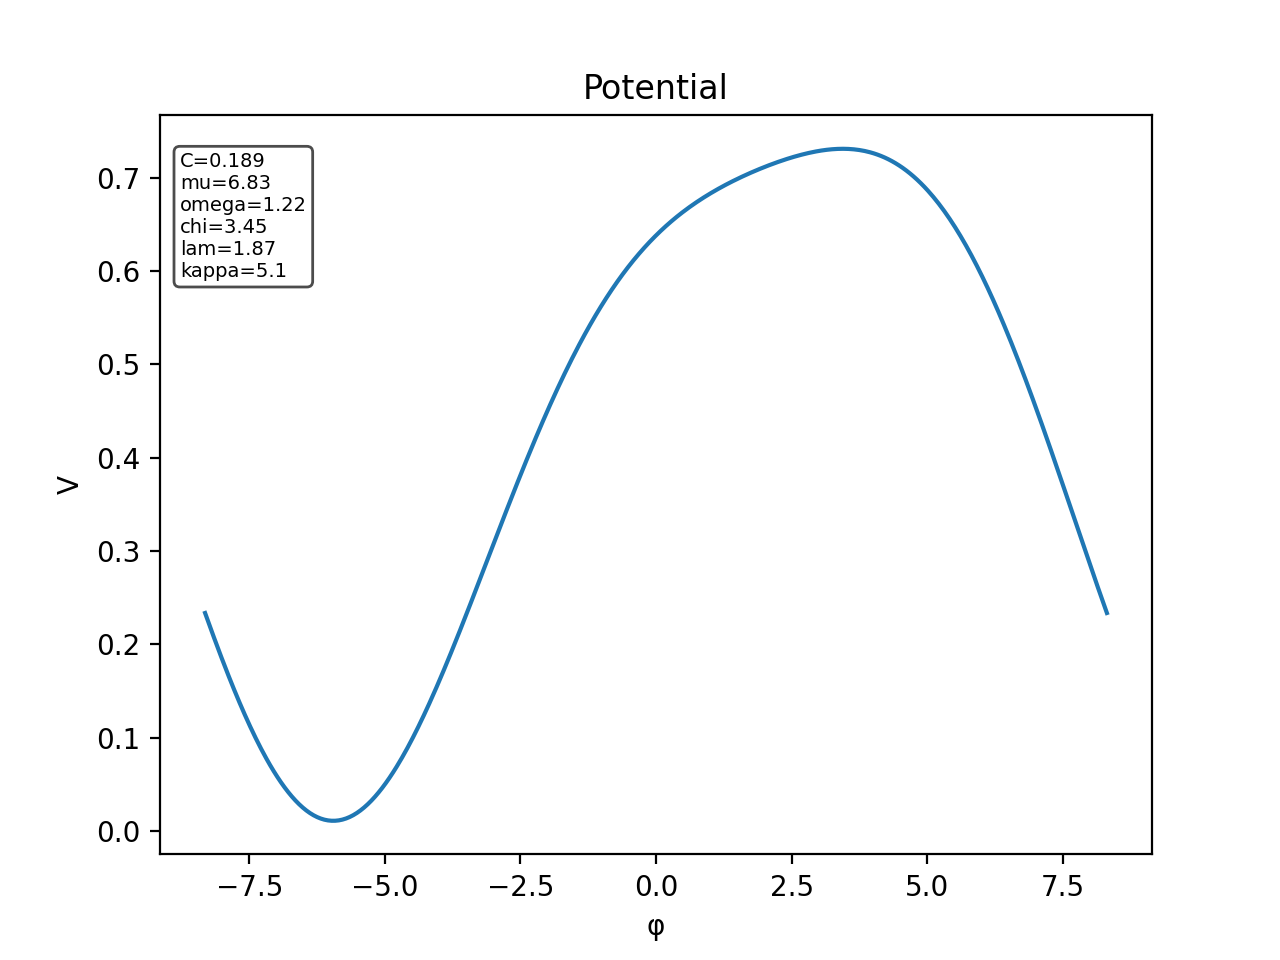 Potential
C=0.189
mu=6.83
omega=1.22
chi=3.45
lam=1.87
kappa=5.1
0.7
0.6
0.5
0.4
0.3
0.2
0.1
0.0
V
−7.5 −5.0 −2.5 0.0 2.5 5.0 7.5
φ